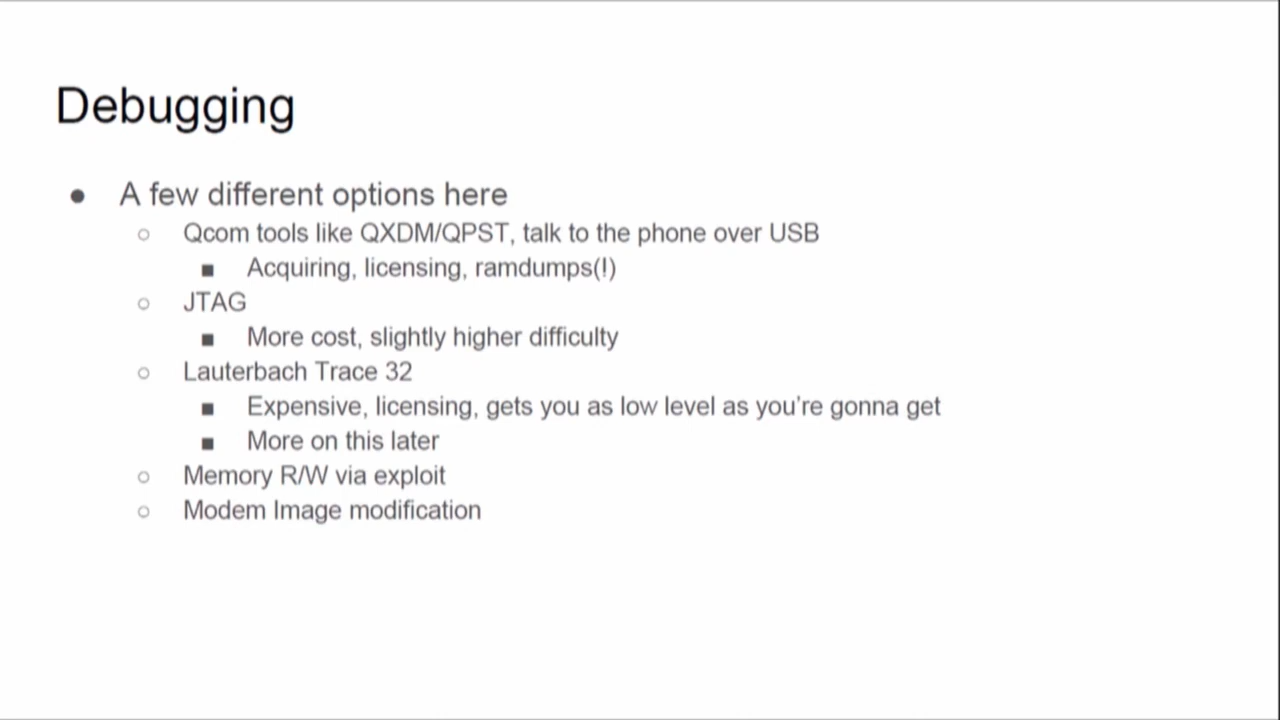 Debugging
● A few different options here
○ Qcom tools like QXDM/QPST, talk to the phone over USB
■ Acquiring, licensing, ramdumps(!)
○ JTAG
■ More cost, slightly higher difficulty
○ Lauterbach Trace 32
■ Expensive, licensing, gets you as low level as you’re gonna get
■ More on this later
○ Memory R/W via exploit
○ Modem Image modification